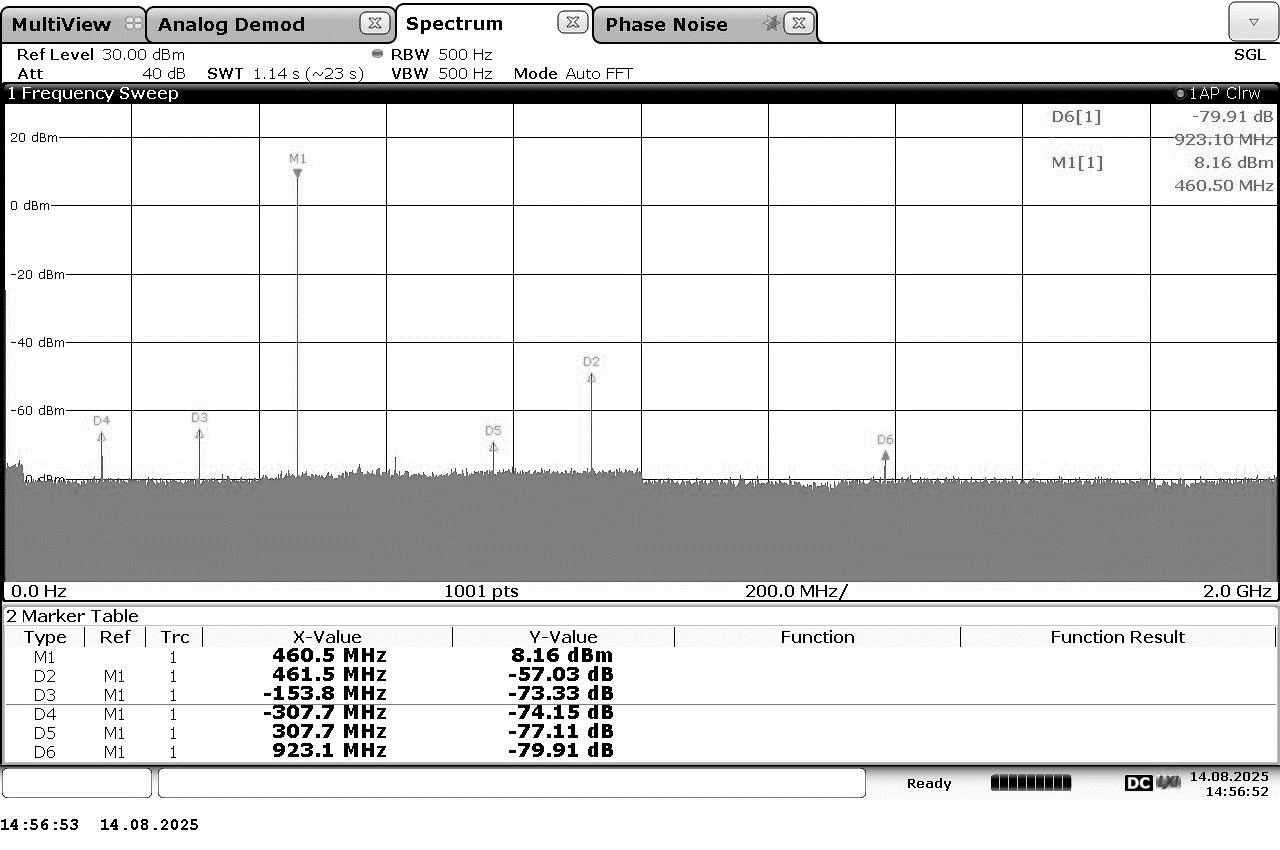 MultiView Analog Demod Spectrum Phase Noise
Ref Level 30.00 dBm RBW 500 Hz SGL
Att 40 dB SWT 1.14 s (~23 s) VBW 500 Hz Mode Auto FFT
1 Frequency Sweep 1AP Clrw
D6[1] -79.91 dB
20 dBm 923.10 MHz
M1 M1[1] 8.16 dBm
460.50 MHz
0 dBm
-20 dBm
-40 dBm
D2
-60 dBm
D4 D3
D5
D6
0.0 Hz 1001 pts 200.0 MHz/ 2.0 GHz
2 Marker Table
Type Ref Trc X-Value Y-Value Function Function Result
M1 1 460.5 MHz 8.16 dBm
D2 M1 1 461.5 MHz -57.03 dB
D3 M1 1 -153.8 MHz -73.33 dB
D4 M1 1 -307.7 MHz -74.15 dB
D5 M1 1 307.7 MHz -77.11 dB
D6 M1 1 923.1 MHz -79.91 dB
Ready DC 14.08.2025
14:56:52
14:56:53 14.08.2025